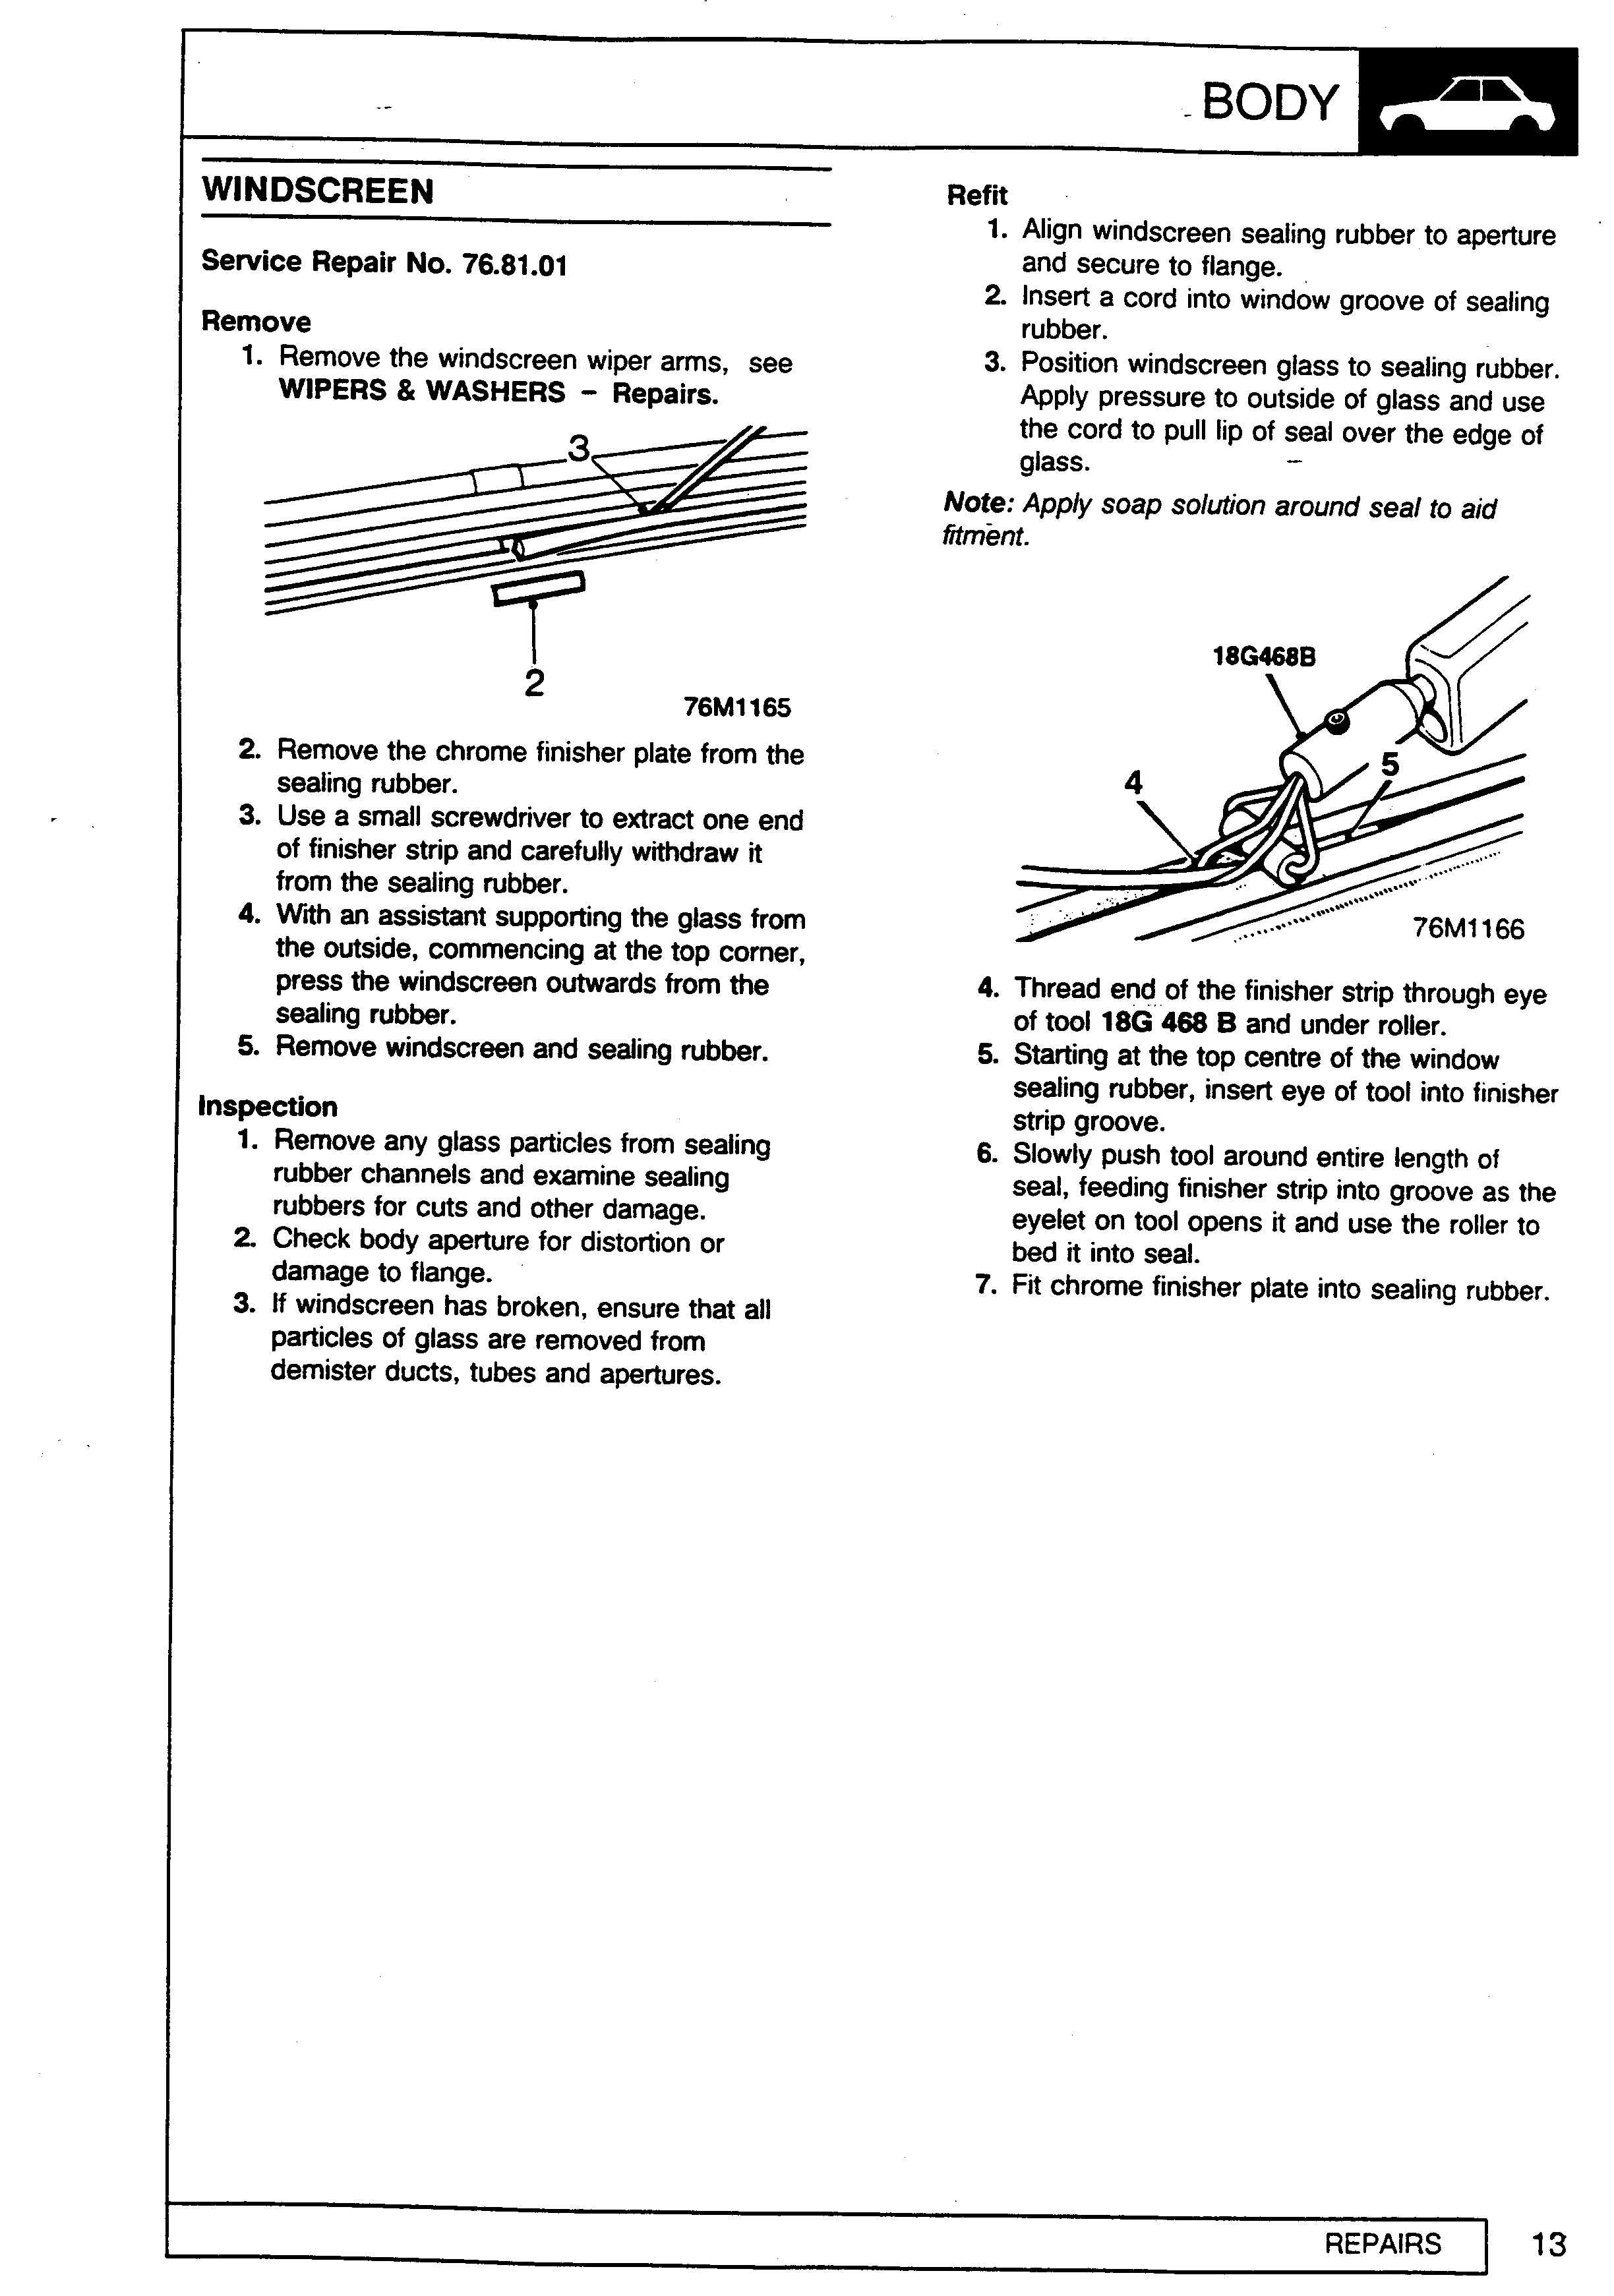 BODY
WINDSCREEN
Service Repair No. 76.81.01
Remove
1. Remove the windscreen wiper arms, see
WIPERS & WASHERS – Repairs.
3
2
76M1165
2. Remove the chrome finisher plate from the
sealing rubber.
3. Use a small screwdriver to extract one end
of finisher strip and carefully withdraw it
from the sealing rubber.
4. With an assistant supporting the glass from
the outside, commencing at the top corner,
press the windscreen outwards from the
sealing rubber.
5. Remove windscreen and sealing rubber.
Inspection
1. Remove any glass particles from sealing
rubber channels and examine sealing
rubbers for cuts and other damage.
2. Check body aperture for distortion or
damage to flange.
3. If windscreen has broken, ensure that all
particles of glass are removed from
demister ducts, tubes and apertures.
Refit
1. Align windscreen sealing rubber to aperture
and secure to flange.
2. Insert a cord into window groove of sealing
rubber.
3. Position windscreen glass to sealing rubber.
Apply pressure to outside of glass and use
the cord to pull lip of seal over the edge of
glass.
Note: Apply soap solution around seal to aid
fitment.
18G468B
5
4
76M1166
4. Thread end of the finisher strip through eye
of tool 18G 468 B and under roller.
5. Starting at the top centre of the window
sealing rubber, insert eye of tool into finisher
strip groove.
6. Slowly push tool around entire length of
seal, feeding finisher strip into groove as the
eyelet on tool opens it and use the roller to
bed it into seal.
7. Fit chrome finisher plate into sealing rubber.
REPAIRS
13